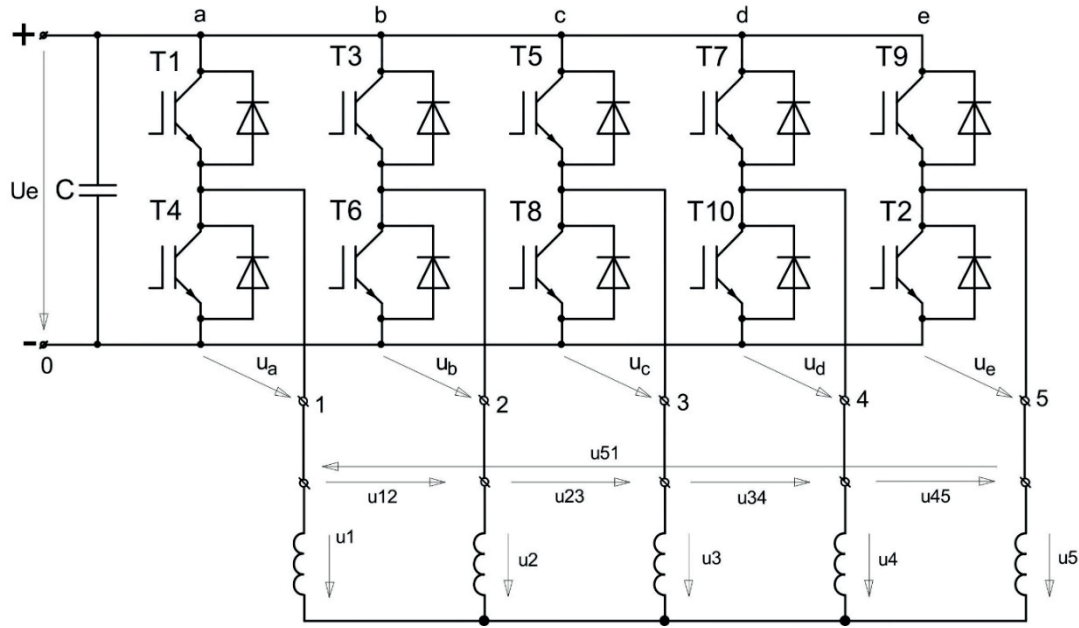 a b c d e
+
T1 T3 T5 T7 T9
Ue C
T4 T6 T8 T10 T2
-
0
u_a u_b u_c u_d u_e
1 2 3 4 5
u51
u12 u23 u34 u45
u1 u2 u3 u4 u5